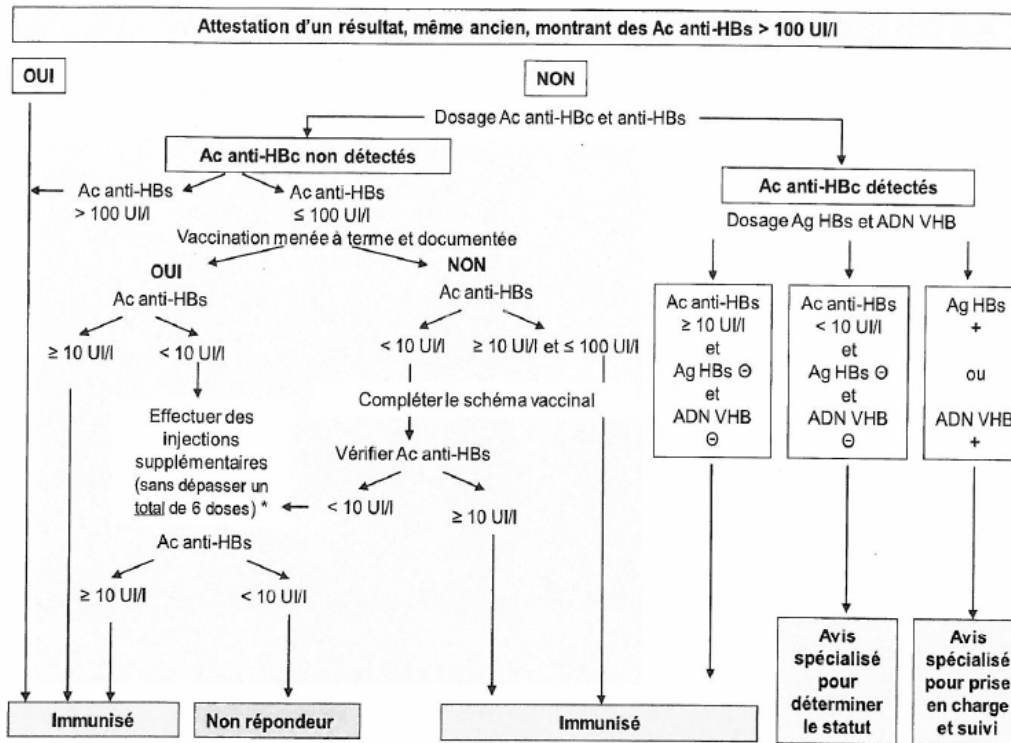 Attestation d'un résultat, même ancien, montrant des Ac anti-HBs > 100 UI/l
OUI
NON
Dosage Ac anti-HBc et anti-HBs
Ac anti-HBc non détectés
Ac anti-HBs
> 100 UI/l
Ac anti-HBs
≤ 100 UI/l
Vaccination menée à terme et documentée
OUI
Ac anti-HBs
≥ 10 UI/l
< 10 UI/l
Effectuer des
injections
supplémentaires
(sans dépasser un
total de 6 doses) *
Ac anti-HBs
≥ 10 UI/l
< 10 UI/l
NON
Ac anti-HBs
< 10 UI/l
≥ 10 UI/l et ≤ 100 UI/l
Compléter le schéma vaccinal
Vérifier Ac anti-HBs
< 10 UI/l
≥ 10 UI/l
Ac anti-HBc détectés
Dosage Ag HBs et ADN VHB
Ac anti-HBs
≥ 10 UI/l
et
Ag HBs Θ
et
ADN VHB
Θ
Ac anti-HBs
< 10 UI/l
et
Ag HBs Θ
et
ADN VHB
Θ
Ag HBs
+
ou
ADN VHB
+
Immunisé
Non répondeur
Immunisé
Avis
spécialisé
pour
déterminer
le statut
Avis
spécialisé
pour prise
en charge
et suivi